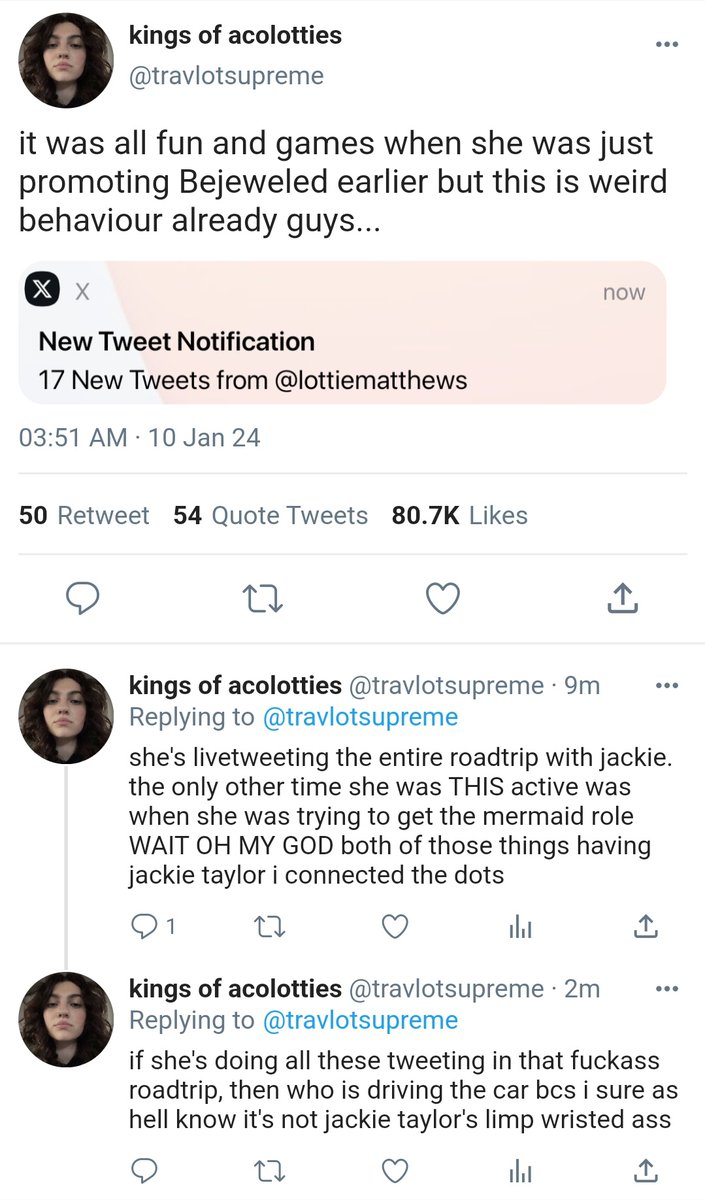 kings of acolotties
@travlotsupreme
it was all fun and games when she was just
promoting Bejeweled earlier but this is weird
behaviour already guys...
X
now
New Tweet Notification
17 New Tweets from @lottiematthews
03:51 AM · 10 Jan 24
50 Retweet 54 Quote Tweets 80.7K Likes
kings of acolotties @travlotsupreme · 9m
Replying to @travlotsupreme
she's livetweeting the entire roadtrip with jackie.
the only other time she was THIS active was
when she was trying to get the mermaid role
WAIT OH MY GOD both of those things having
jackie taylor i connected the dots
1
kings of acolotties @travlotsupreme · 2m
Replying to @travlotsupreme
if she's doing all these tweeting in that fuckass
roadtrip, then who is driving the car bcs i sure as
hell know it's not jackie taylor's limp wristed ass